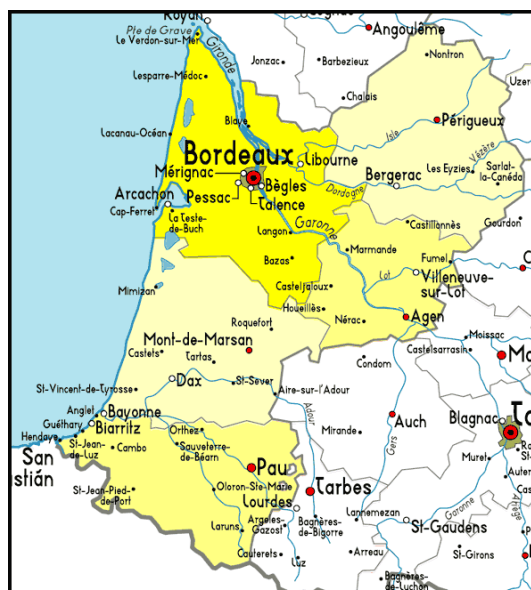 Royan
Angoulême
Pte de Grave
Le Verdon-sur-Mer
Gironde
Jonzac
Barbezieux
Nontron
Lesparre-Médoc
Chalais
Uzer
Périgueux
Blaye
Isle
Lacanau-Océan
Vézère
Bordeaux
Libourne
Mérignac
Les Eyzies
Sarlat-
la-Canéda
Bergerac
Bègles
Pessac
Talence
Dordogne
Arcachon
Cap-Ferret
La Teste-
de-Buch
Garonne
Castillonnès
Gourdon
Langon
Marmande
Bazas
Fumel
Lot
Villeneuve-
sur-Lot
Casteljaloux
Mimizan
Houeillès
Nérac
Agen
Roquefort
Moissac
Mont-de-Marsan
Castelsarrasin
Ma
Castets
Tartas
Condom
Dax
St-Sever
St-Vincent-de-Tyrosse
Aire-sur-l'Adour
Anglet
Bayonne
Auch
Blagnac
To
Guéthary
Biarritz
Orthez
Adour
Mirande
Gers
Hendaye
St-Jean-
de-Luz
Cambo
Sauveterre-
de-Béarn
Muret
San
stián
Pau
Auter
St-Jean-Pied-
de-Port
Oloron-Ste-Marie
Tarbes
Lourdes
Garonne
Ariège
Lannemezan
St-Gaudens
Laruns
Argelès-
Gazost
Bagnères-
de-Bigorre
Cauterets
Luz
Arreau
St-Girons
Bagnères-
de-Luchon